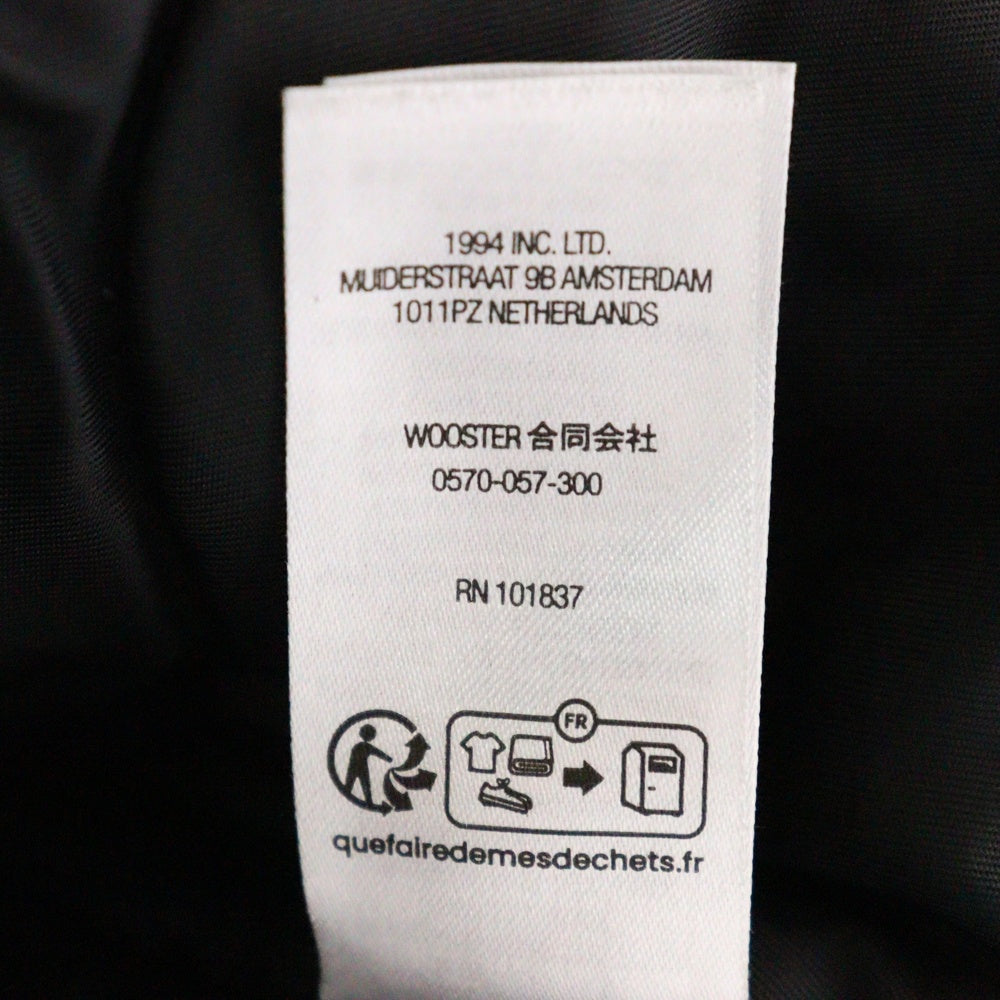 1994 INC. LTD.
MUIDERSTRAAT 9B AMSTERDAM
1011PZ NETHERLANDS
WOOSTER 合同会社
0570-057-300
RN 101837
FR
quefairedemesdechets.fr